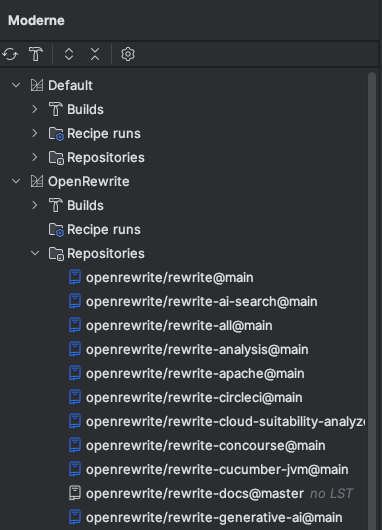 Moderne
Default
Builds
Recipe runs
Repositories
OpenRewrite
Builds
Recipe runs
Repositories
openrewrite/rewrite@main
openrewrite/rewrite-ai-search@main
openrewrite/rewrite-all@main
openrewrite/rewrite-analysis@main
openrewrite/rewrite-apache@main
openrewrite/rewrite-circleci@main
openrewrite/rewrite-cloud-suitability-analyze
openrewrite/rewrite-concourse@main
openrewrite/rewrite-cucumber-jvm@main
openrewrite/rewrite-docs@master no LST
openrewrite/rewrite-generative-ai@main